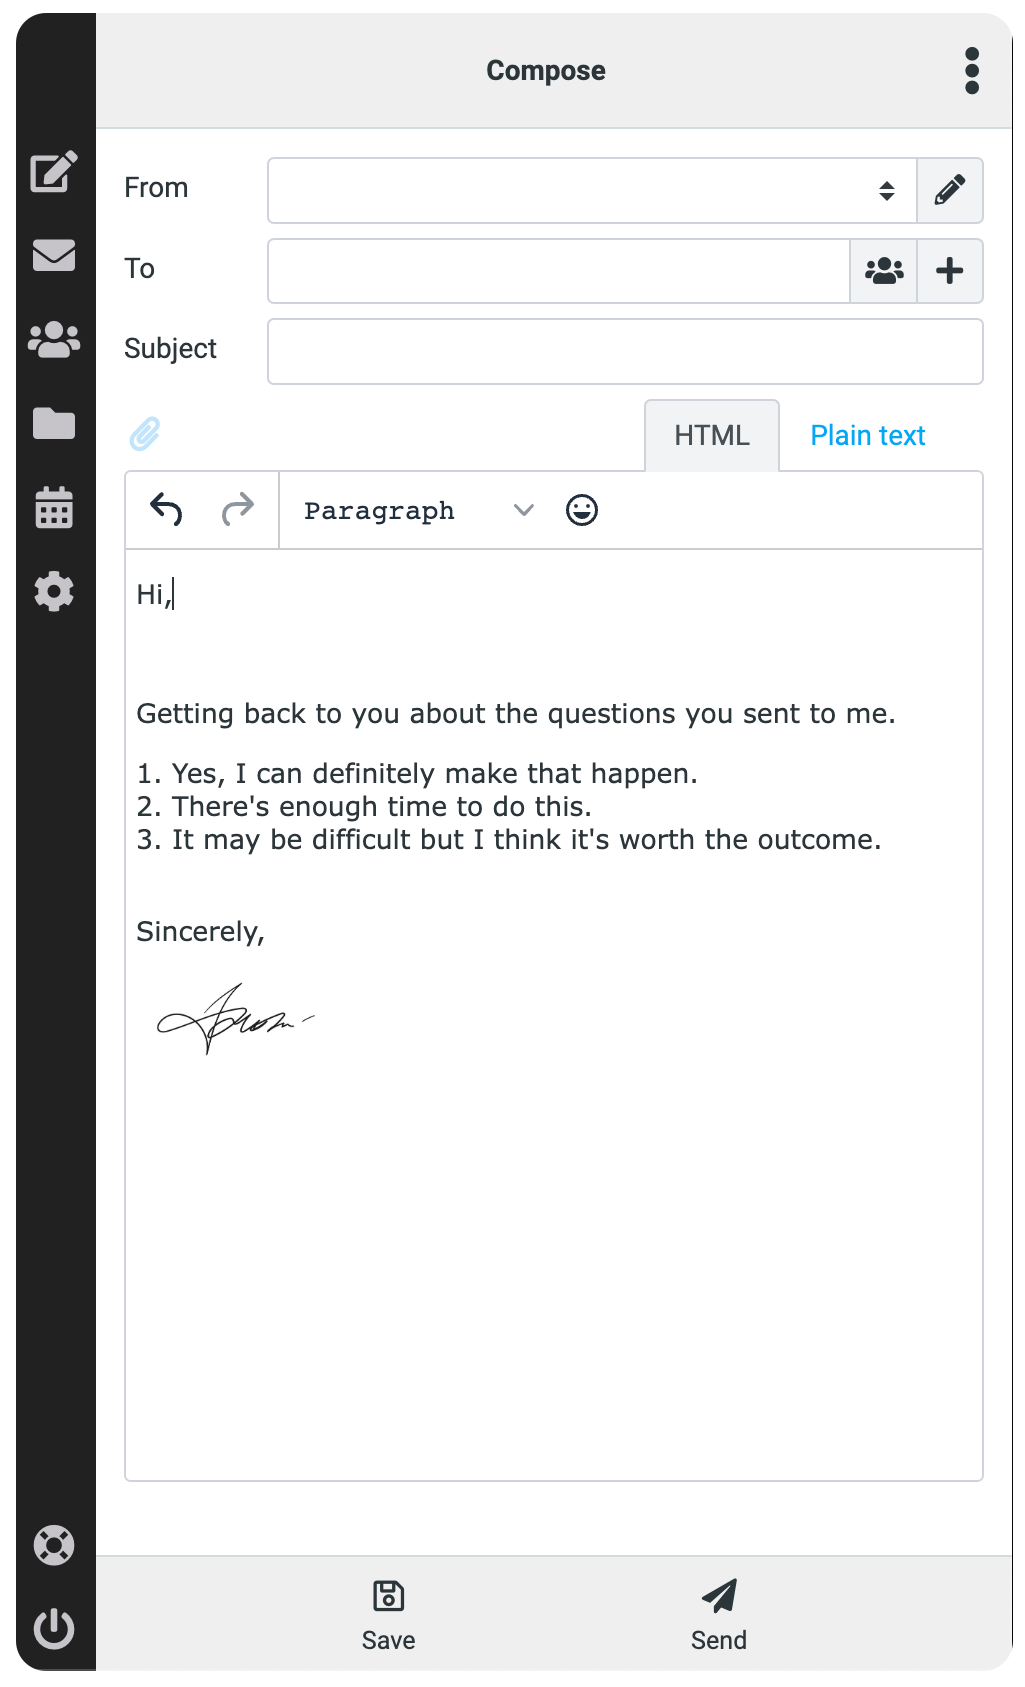 Compose
From
To
Subject
HTML Plain text
Paragraph
Hi,
Getting back to you about the questions you sent to me.
1. Yes, I can definitely make that happen.
2. There's enough time to do this.
3. It may be difficult but I think it's worth the outcome.
Sincerely,
Save Send